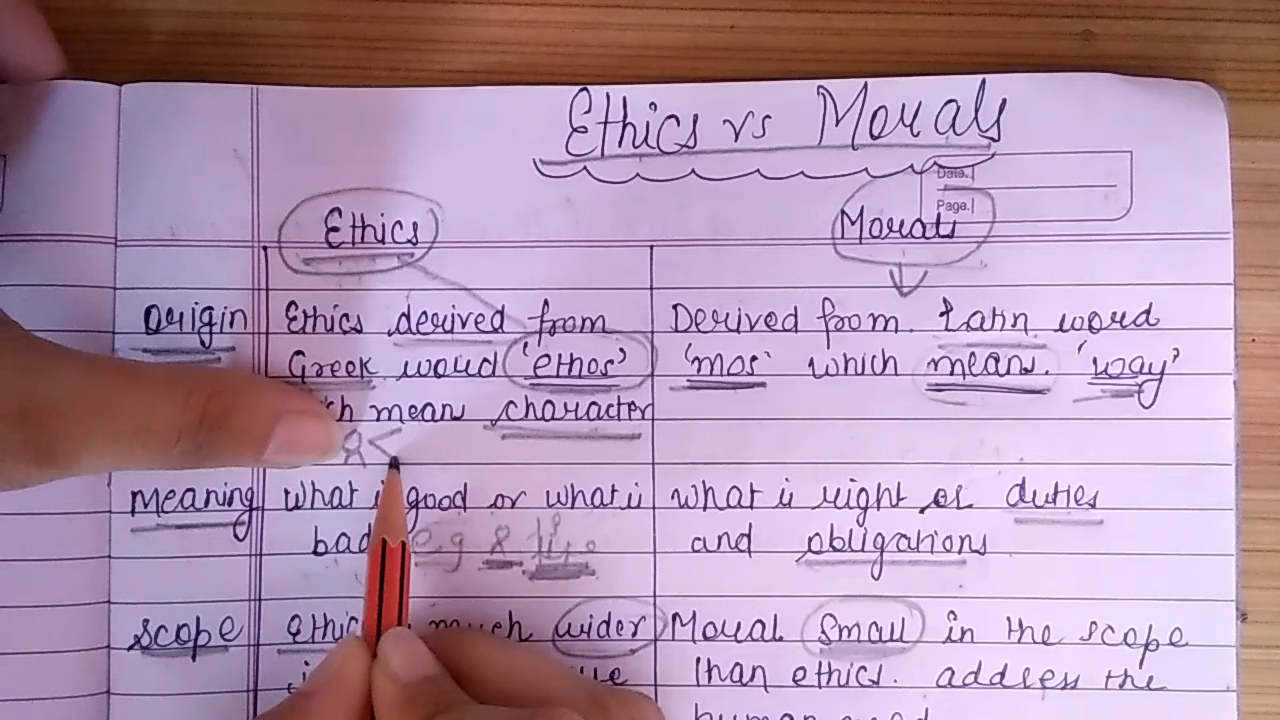 Ethics vs Morals
Date.
Page.
Ethics
Morals
origin
Ethics derived from
Greek word 'ethos'
mean character
Derived from Latin word
'mos' which mean 'way'
Meaning
what is good or what is
bad e.g
what is right or duties
and obligations
scope
much wider
Moral small in the scope
than ethics. address the